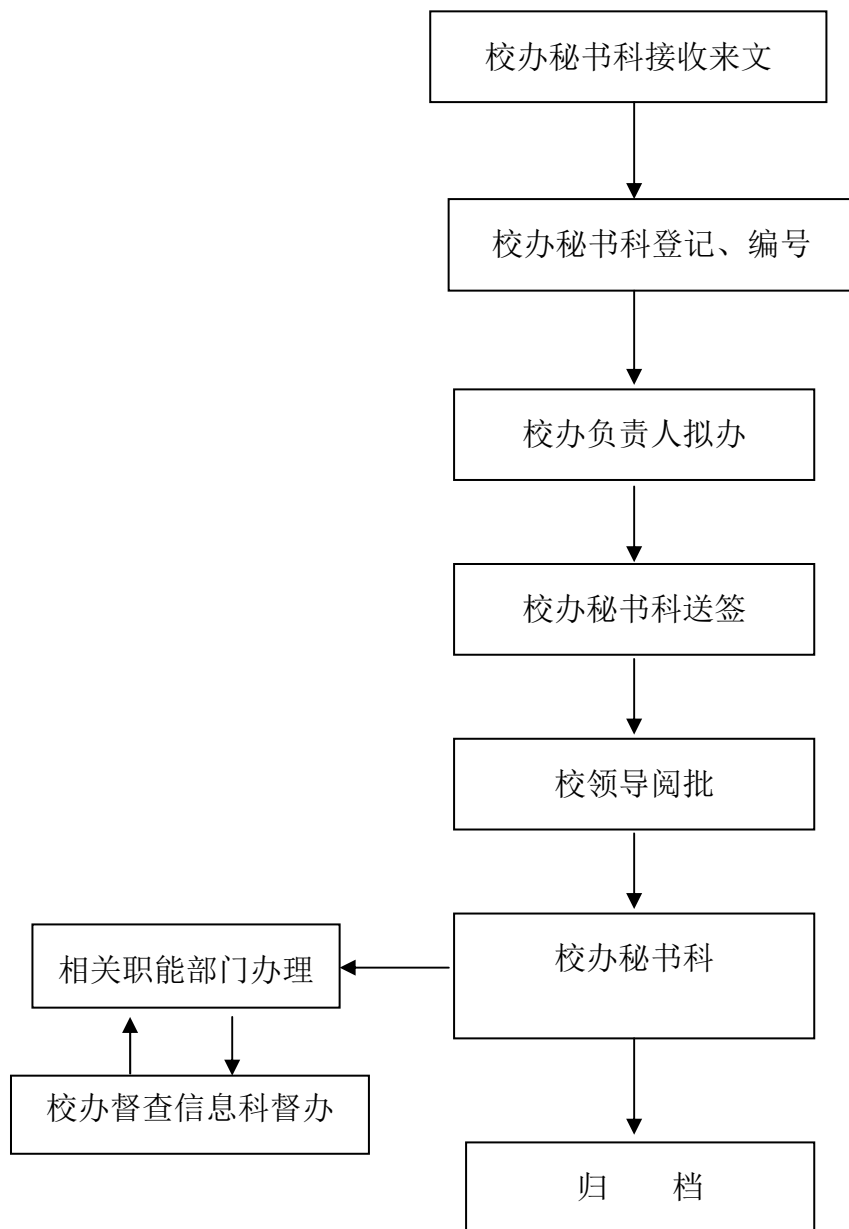 校办秘书科接收来文
校办秘书科登记、编号
校办负责人拟办
校办秘书科送签
校领导阅批
校办秘书科
相关职能部门办理
校办督查信息科督办
归　　档